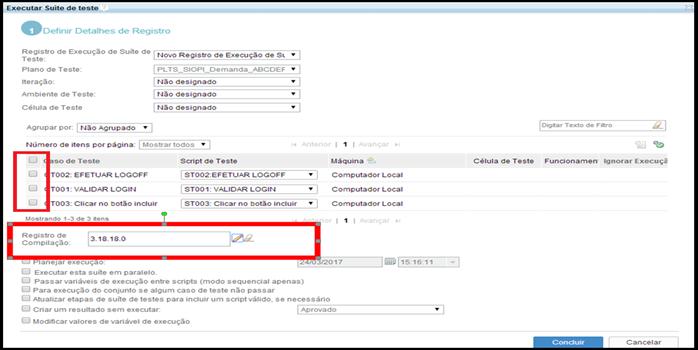 Executar Suíte de teste
1 Definir Detalhes de Registro
Registro de Execução de Suíte de Teste: Novo Registro de Execução de Su
Plano de Teste: PLTS_SIOPI_Demanda_ABCDEF
Iteração: Não designado
Ambiente de Teste: Não designado
Célula de Teste Não designado
Agrupar por: Não Agrupado Digitar Texto de Filtro
Número de itens por página: Mostrar todos Anterior | 1 | Avançar
Caso de Teste Script de Teste Máquina Célula de Teste Funcionamen Ignorar Execuçã
CT002: EFETUAR LOGOFF ST002:EFETUAR LOGOFF Computador Local
CT001: VALIDAR LOGIN ST001: VALIDAR LOGIN Computador Local
CT003: Clicar no botão incluir ST003: Clicar no botão incluir Computador Local
Mostrando 1-3 de 3 itens Anterior | 1 | Avançar
Registro de Compilação: 3.18.18.0
Planejar execução: 24/03/2017 15:16:11
Executar esta suíte em paralelo.
Passar variáveis de execução entre scripts (modo sequencial apenas)
Para execução do conjunto se algum caso de teste não passar
Atualizar etapas de suíte de testes para incluir um script válido, se necessário
Criar um resultado sem executar: Aprovado
Modificar valores de variável de execução
Concluir Cancelar